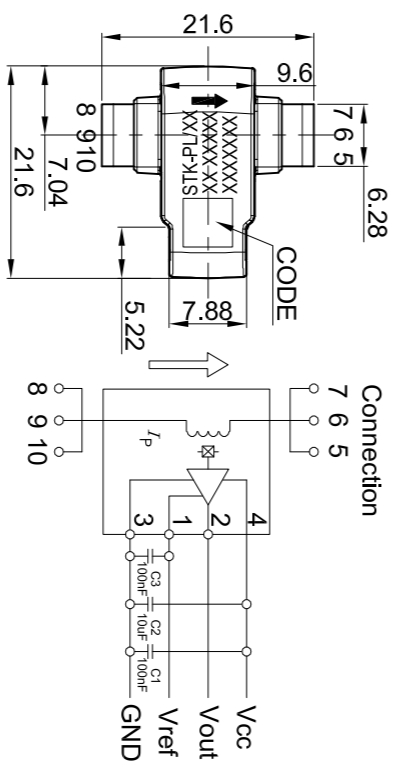 21.6
9.6
7 6 5
6.28
STK-PL/XX
XXXXXX
XXXXXX
8 9 10
7.04
21.6
CODE
7.88
5.22
Connection
7 6 5
8 9 10
IP
3 1 2 4
C3
100nF
C2
10uF
C1
100nF
Vcc
Vout
Vref
GND